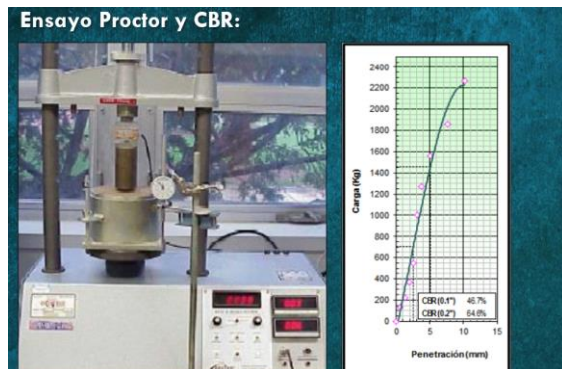 Ensayo Proctor y CBR:
2400
2200
2000
1800
1600
1400
1200
1000
800
600
400
200
0
Carga (Kg)
CBR (0.1") 46.7%
CBR (0.2") 64.6%
0 5 10 15
Penetración (mm)